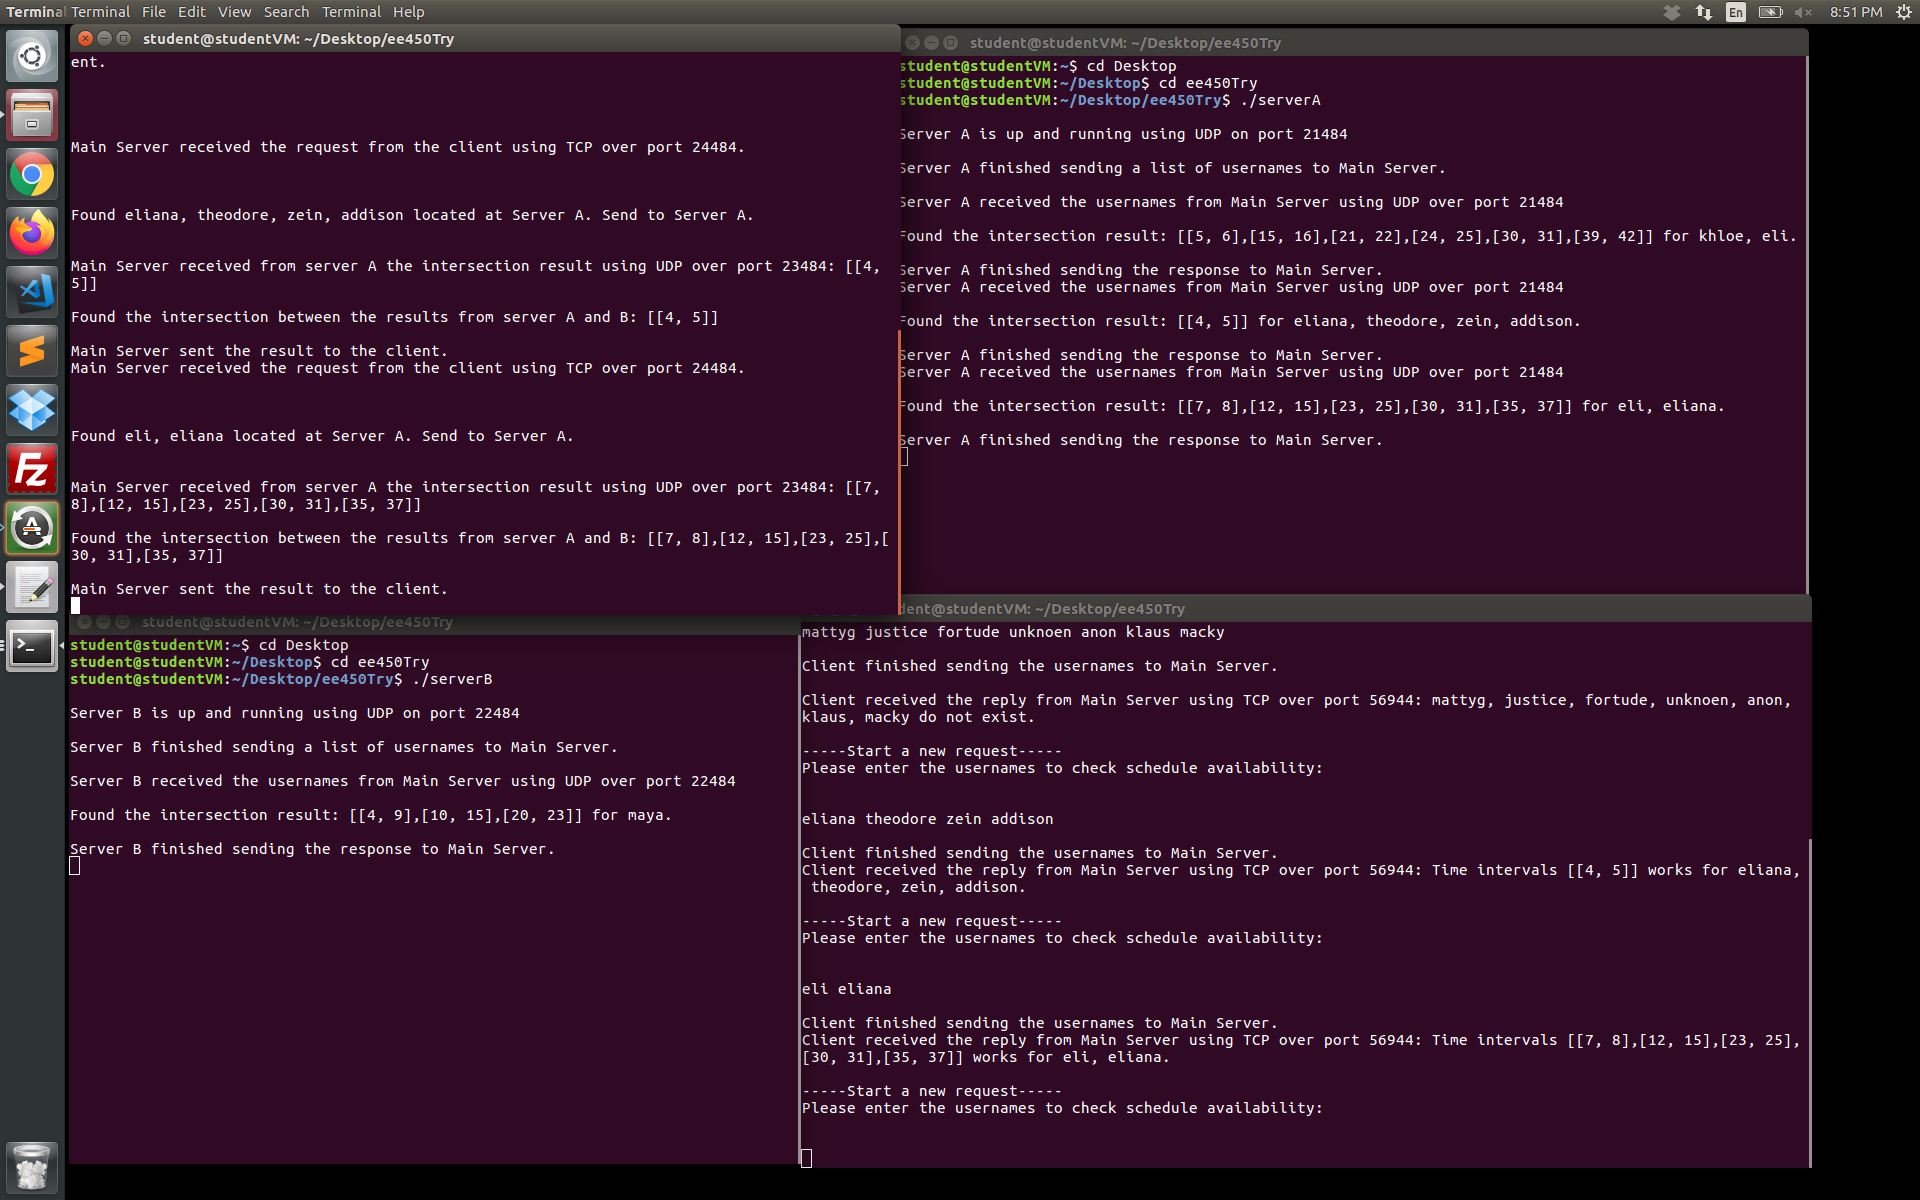 Terminal Terminal File Edit View Search Terminal Help
En 8:51 PM
student@studentVM: ~/Desktop/ee450Try
ent.
Main Server received the request from the client using TCP over port 24484.
Found eliana, theodore, zein, addison located at Server A. Send to Server A.
Main Server received from server A the intersection result using UDP over port 23484: [[4,
5]]
Found the intersection between the results from server A and B: [[4, 5]]
Main Server sent the result to the client.
Main Server received the request from the client using TCP over port 24484.
Found eli, eliana located at Server A. Send to Server A.
Main Server received from server A the intersection result using UDP over port 23484: [[7,
8],[12, 15],[23, 25],[30, 31],[35, 37]]
Found the intersection between the results from server A and B: [[7, 8],[12, 15],[23, 25],[
30, 31],[35, 37]]
Main Server sent the result to the client.
student@studentVM: ~/Desktop/ee450Try
student@studentVM:~$ cd Desktop
student@studentVM:~/Desktop$ cd ee450Try
student@studentVM:~/Desktop/ee450Try$ ./serverA
Server A is up and running using UDP on port 21484
Server A finished sending a list of usernames to Main Server.
Server A received the usernames from Main Server using UDP over port 21484
Found the intersection result: [[5, 6],[15, 16],[21, 22],[24, 25],[30, 31],[39, 42]] for khloe, eli.
Server A finished sending the response to Main Server.
Server A received the usernames from Main Server using UDP over port 21484
Found the intersection result: [[4, 5]] for eliana, theodore, zein, addison.
Server A finished sending the response to Main Server.
Server A received the usernames from Main Server using UDP over port 21484
Found the intersection result: [[7, 8],[12, 15],[23, 25],[30, 31],[35, 37]] for eli, eliana.
Server A finished sending the response to Main Server.
student@studentVM: ~/Desktop/ee450Try
student@studentVM:~$ cd Desktop
student@studentVM:~/Desktop$ cd ee450Try
student@studentVM:~/Desktop/ee450Try$ ./serverB
Server B is up and running using UDP on port 22484
Server B finished sending a list of usernames to Main Server.
Server B received the usernames from Main Server using UDP over port 22484
Found the intersection result: [[4, 9],[10, 15],[20, 23]] for maya.
Server B finished sending the response to Main Server.
dent@studentVM: ~/Desktop/ee450Try
mattyg justice fortude unknoen anon klaus macky
Client finished sending the usernames to Main Server.
Client received the reply from Main Server using TCP over port 56944: mattyg, justice, fortude, unknoen, anon,
klaus, macky do not exist.
-----Start a new request-----
Please enter the usernames to check schedule availability:
eliana theodore zein addison
Client finished sending the usernames to Main Server.
Client received the reply from Main Server using TCP over port 56944: Time intervals [[4, 5]] works for eliana,
theodore, zein, addison.
-----Start a new request-----
Please enter the usernames to check schedule availability:
eli eliana
Client finished sending the usernames to Main Server.
Client received the reply from Main Server using TCP over port 56944: Time intervals [[7, 8],[12, 15],[23, 25],
[30, 31],[35, 37]] works for eli, eliana.
-----Start a new request-----
Please enter the usernames to check schedule availability: